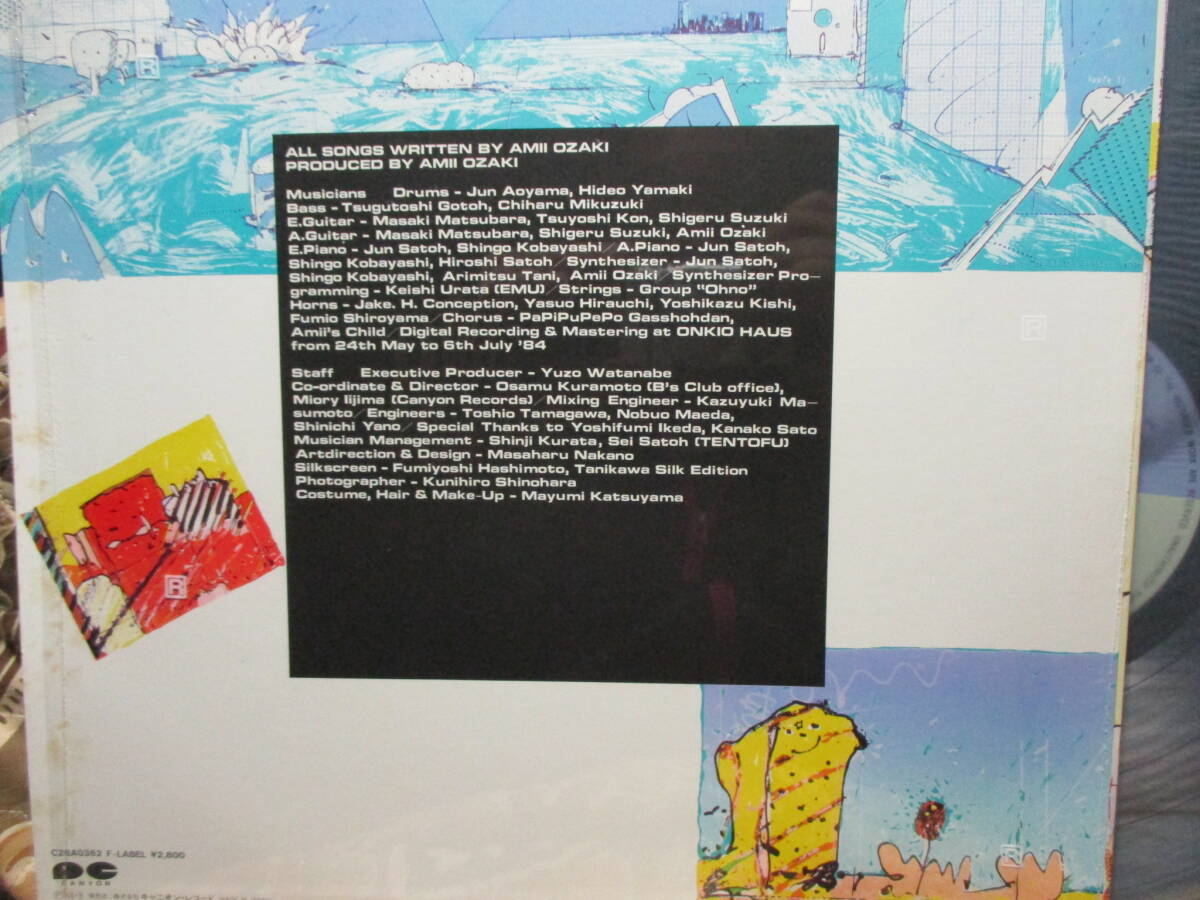 ALL SONGS WRITTEN BY AMII OZAKI
PRODUCED BY AMII OZAKI
Musicians Drums - Jun Aoyama, Hideo Yamaki
Bass - Tsugutoshi Gotoh, Chiharu Mikuzuki
E.Guitar - Masaki Matsubara, Tsuyoshi Kon, Shigeru Suzuki
A.Guitar - Masaki Matsubara, Shigeru Suzuki, Amii Ozaki
E.Piano - Jun Satoh, Shingo Kobayashi / A.Piano - Jun Satoh,
Shingo Kobayashi, Hiroshi Satoh / Synthesizer - Jun Satoh,
Shingo Kobayashi, Arimitsu Tani, Amii Ozaki / Synthesizer Pro-
gramming - Keishi Urata (EMU) / Strings - Group "Ohno"
Horns - Jake. H. Conception, Yasuo Hirauchi, Yoshikazu Kishi,
Fumio Shiroyama / Chorus - PaPiPuPePo Gasshohdan,
Amii's Child / Digital Recording & Mastering at ONKIO HAUS
from 24th May to 6th July '84
Staff Executive Producer - Yuzo Watanabe
Co-ordinate & Director - Osamu Kuramoto (B's Club office),
Miory Iijima (Canyon Records) / Mixing Engineer - Kazuyuki Ma-
sumoto / Engineers - Toshio Tamagawa, Nobuo Maeda,
Shinichi Yano / Special Thanks to Yoshifumi Ikeda, Kanako Sato
Musician Management - Shinji Kurata, Sei Satoh (TENTOFU)
Artdirection & Design - Masaharu Nakano
Silkscreen - Fumiyoshi Hashimoto, Tanikawa Silk Edition
Photographer - Kunihiro Shinohara
Costume, Hair & Make-Up - Mayumi Katsuyama
R
R
R
R
C28A0362 F-LABEL ¥2,800
CANYON